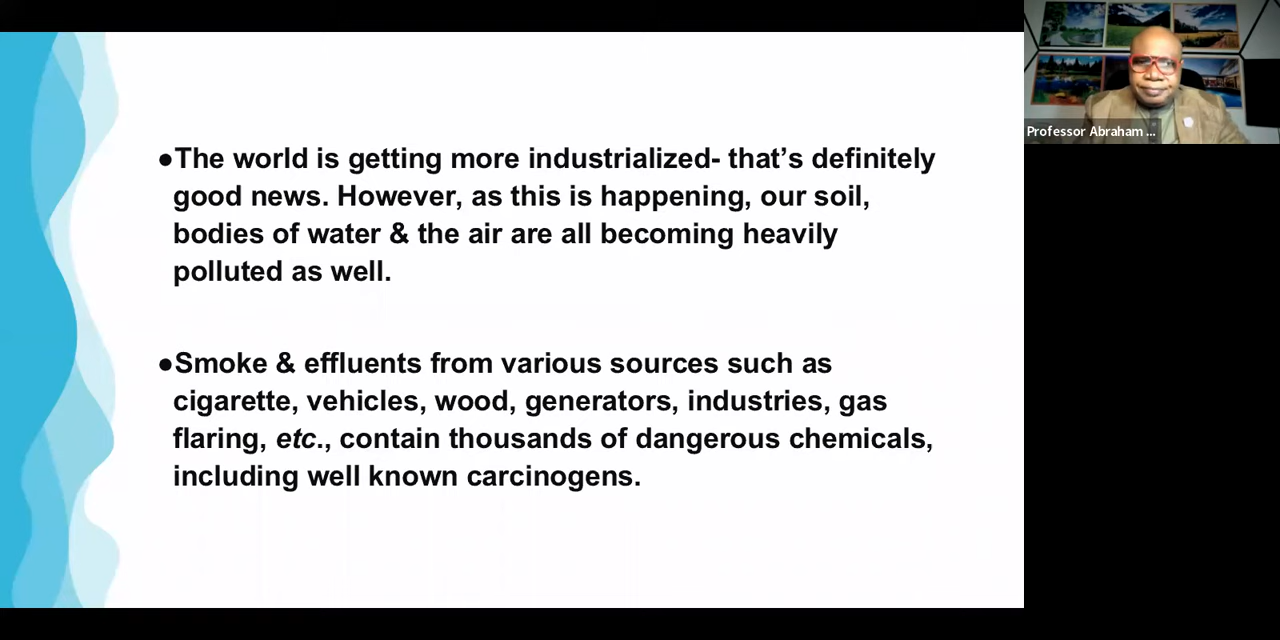 ●The world is getting more industrialized- that’s definitely
good news. However, as this is happening, our soil,
bodies of water & the air are all becoming heavily
polluted as well.
●Smoke & effluents from various sources such as
cigarette, vehicles, wood, generators, industries, gas
flaring, etc., contain thousands of dangerous chemicals,
including well known carcinogens.
Professor Abraham ...